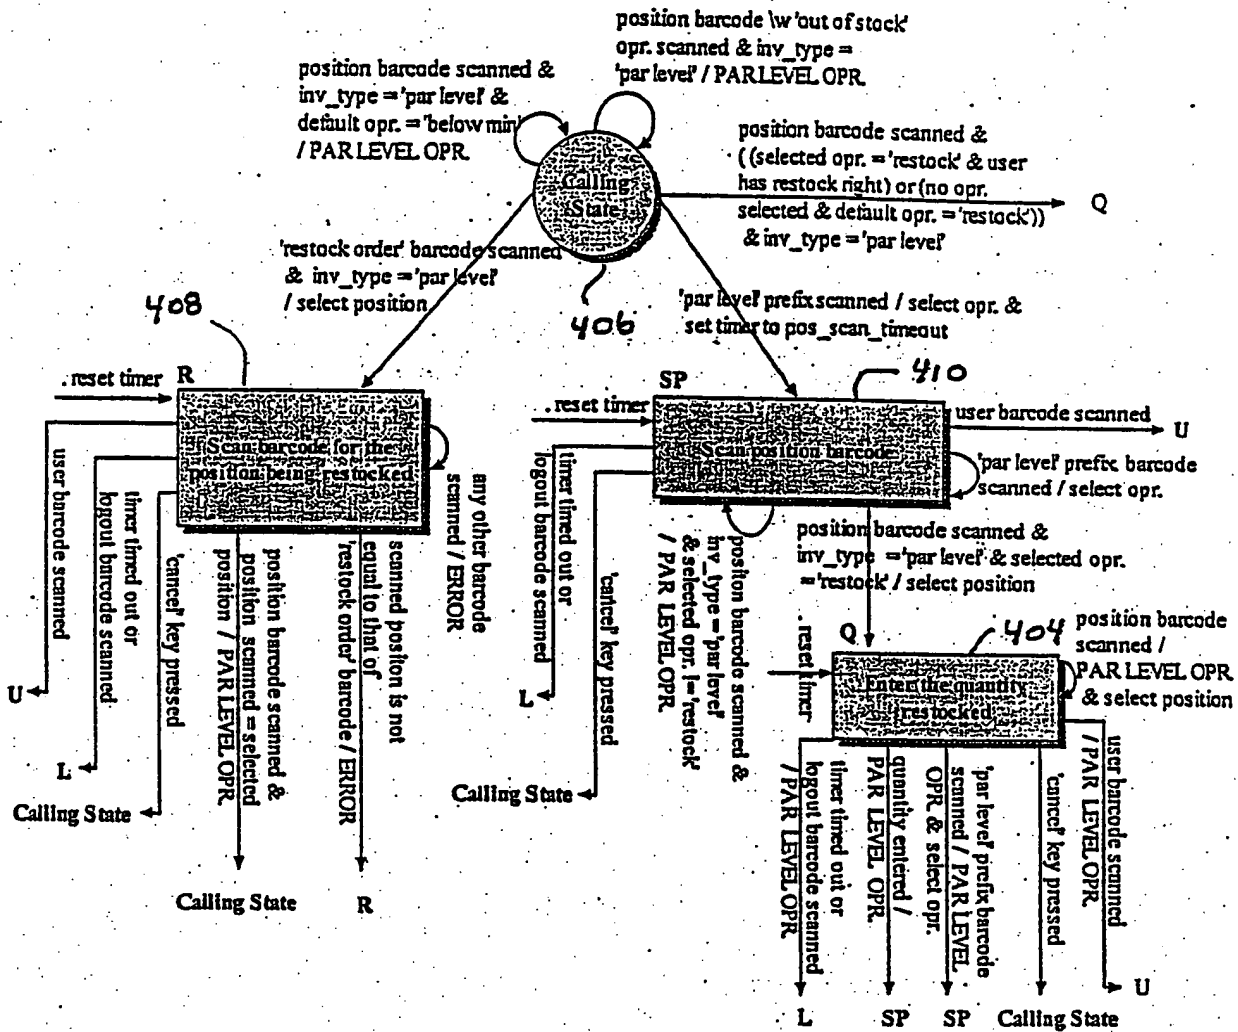 position barcode \w 'out of stock'
opr. scanned & inv_type =
'par level' / PAR LEVEL OPR.
position barcode scanned &
inv_type = 'par level' &
default opr. = 'below min'
/ PAR LEVEL OPR.
position barcode scanned &
((selected opr. = 'restock' & user
has restock right) or (no opr.
selected & default opr. = 'restock'))
& inv_type = 'par level'
Q
Calling
State
406
'restock order' barcode scanned
& inv_type = 'par level'
/ select position
'par level' prefix scanned / select opr. &
set timer to pos_scan_timeout
408
R
reset timer
Scan barcode for the
position being restocked
any other barcode
scanned / ERROR
user barcode scanned
U
timer timed out or
logout barcode scanned
L
'cancel' key pressed
Calling State
position barcode scanned &
position scanned = selected
position / PAR LEVEL OPR.
Calling State
scanned positon is not
equal to that of
'restock order' barcode / ERROR
R
410
SP
reset timer
Scan position barcode
user barcode scanned
U
'par level' prefix barcode
scanned / select opr.
timer timed out or
logout barcode scanned
L
'cancel' key pressed
Calling State
positon barcode scanned &
inv_type = 'par level'
& selected opr. != 'restock'
/ PAR LEVEL OPR.
position barcode scanned &
inv_type = 'par level' & selected opr.
= 'restock' / select position
404
Q
reset timer
Enter the quantity
restocked
position barcode
scanned /
PAR LEVEL OPR.
& select position
timer timed out or
logout barcode scanned
/ PAR LEVEL OPR.
L
quantity entered /
PAR LEVEL OPR.
SP
'par level' prefix barcode
scanned / PAR LEVEL
OPR & select opr.
SP
'cancel' key pressed
Calling State
user barcode scanned
/ PAR LEVEL OPR.
U